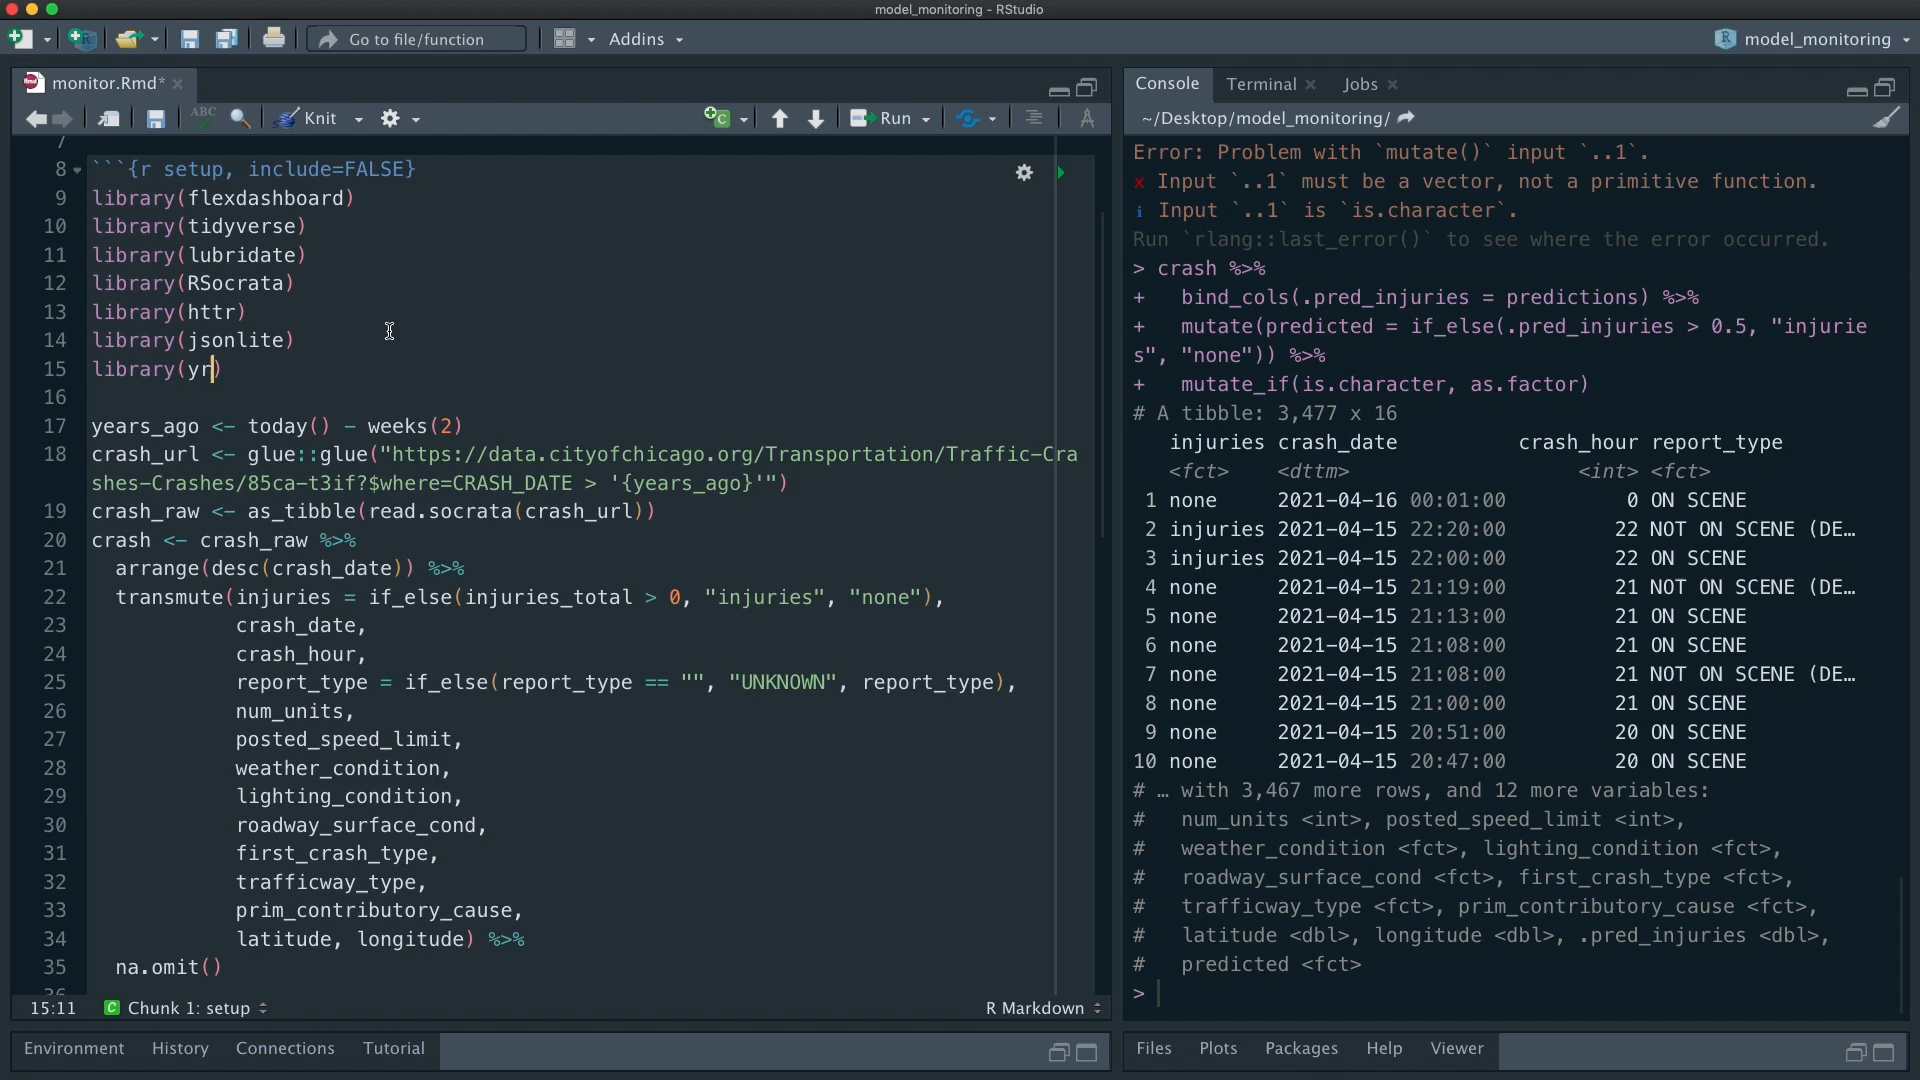 model_monitoring - RStudio
Go to file/function
Addins
model_monitoring
monitor.Rmd*
ABC
Knit
Run
7
8 ```{r setup, include=FALSE}
9 library(flexdashboard)
10 library(tidyverse)
11 library(lubridate)
12 library(RSocrata)
13 library(httr)
14 library(jsonlite)
15 library(yr)
16
17 years_ago <- today() - weeks(2)
18 crash_url <- glue::glue("https://data.cityofchicago.org/Transportation/Traffic-Cra
shes-Crashes/85ca-t3if?$where=CRASH_DATE > '{years_ago}'")
19 crash_raw <- as_tibble(read.socrata(crash_url))
20 crash <- crash_raw %>%
21 arrange(desc(crash_date)) %>%
22 transmute(injuries = if_else(injuries_total > 0, "injuries", "none"),
23 crash_date,
24 crash_hour,
25 report_type = if_else(report_type == "", "UNKNOWN", report_type),
26 num_units,
27 posted_speed_limit,
28 weather_condition,
29 lighting_condition,
30 roadway_surface_cond,
31 first_crash_type,
32 trafficway_type,
33 prim_contributory_cause,
34 latitude, longitude) %>%
35 na.omit()
36
15:11 C Chunk 1: setup R Markdown
Environment History Connections Tutorial
Console Terminal Jobs
~/Desktop/model_monitoring/
Error: Problem with `mutate()` input `..1`.
x Input `..1` must be a vector, not a primitive function.
i Input `..1` is `is.character`.
Run `rlang::last_error()` to see where the error occurred.
> crash %>%
+ bind_cols(.pred_injuries = predictions) %>%
+ mutate(predicted = if_else(.pred_injuries > 0.5, "injurie
s", "none")) %>%
+ mutate_if(is.character, as.factor)
# A tibble: 3,477 x 16
injuries crash_date crash_hour report_type
<fct> <dttm> <int> <fct>
1 none 2021-04-16 00:01:00 0 ON SCENE
2 injuries 2021-04-15 22:20:00 22 NOT ON SCENE (DE…
3 injuries 2021-04-15 22:00:00 22 ON SCENE
4 none 2021-04-15 21:19:00 21 NOT ON SCENE (DE…
5 none 2021-04-15 21:13:00 21 ON SCENE
6 none 2021-04-15 21:08:00 21 ON SCENE
7 none 2021-04-15 21:08:00 21 NOT ON SCENE (DE…
8 none 2021-04-15 21:00:00 21 ON SCENE
9 none 2021-04-15 20:51:00 20 ON SCENE
10 none 2021-04-15 20:47:00 20 ON SCENE
# … with 3,467 more rows, and 12 more variables:
# num_units <int>, posted_speed_limit <int>,
# weather_condition <fct>, lighting_condition <fct>,
# roadway_surface_cond <fct>, first_crash_type <fct>,
# trafficway_type <fct>, prim_contributory_cause <fct>,
# latitude <dbl>, longitude <dbl>, .pred_injuries <dbl>,
# predicted <fct>
>
Files Plots Packages Help Viewer